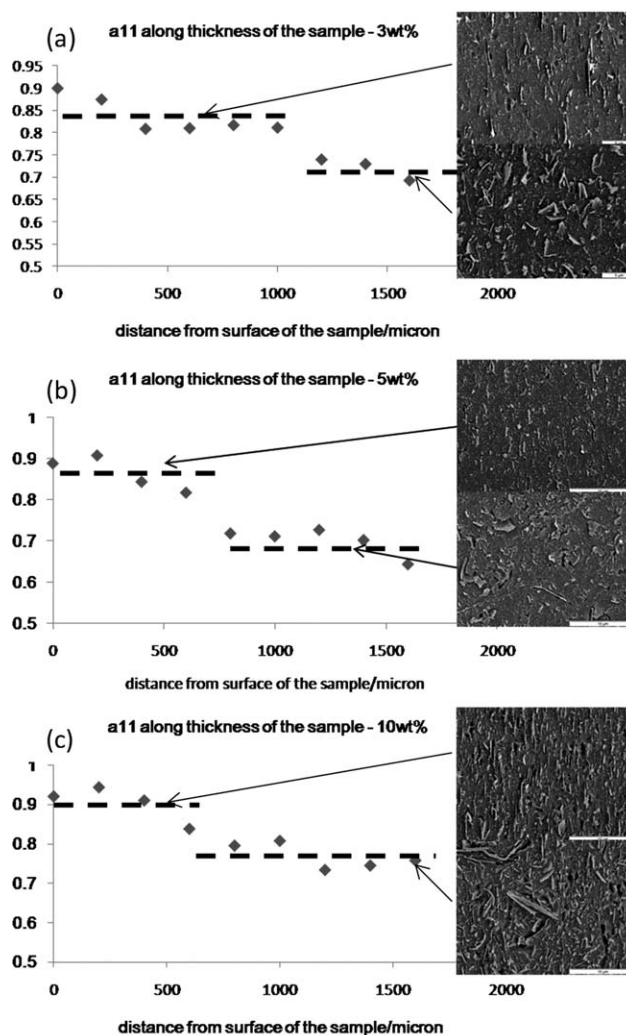 (a)
a11 along thickness of the sample - 3wt%
0.95
0.9
0.85
0.8
0.75
0.7
0.65
0.6
0.55
0.5
0 500 1000 1500 2000
distance from surface of the sample/micron
(b)
a11 along thickness of the sample - 5wt%
1
0.9
0.8
0.7
0.6
0.5
0 500 1000 1500 2000
distance from surface of the sample/micron
(c)
a11 along thickness of the sample - 10wt%
1
0.9
0.8
0.7
0.6
0.5
0 500 1000 1500 2000
distance from surface of the sample/micron